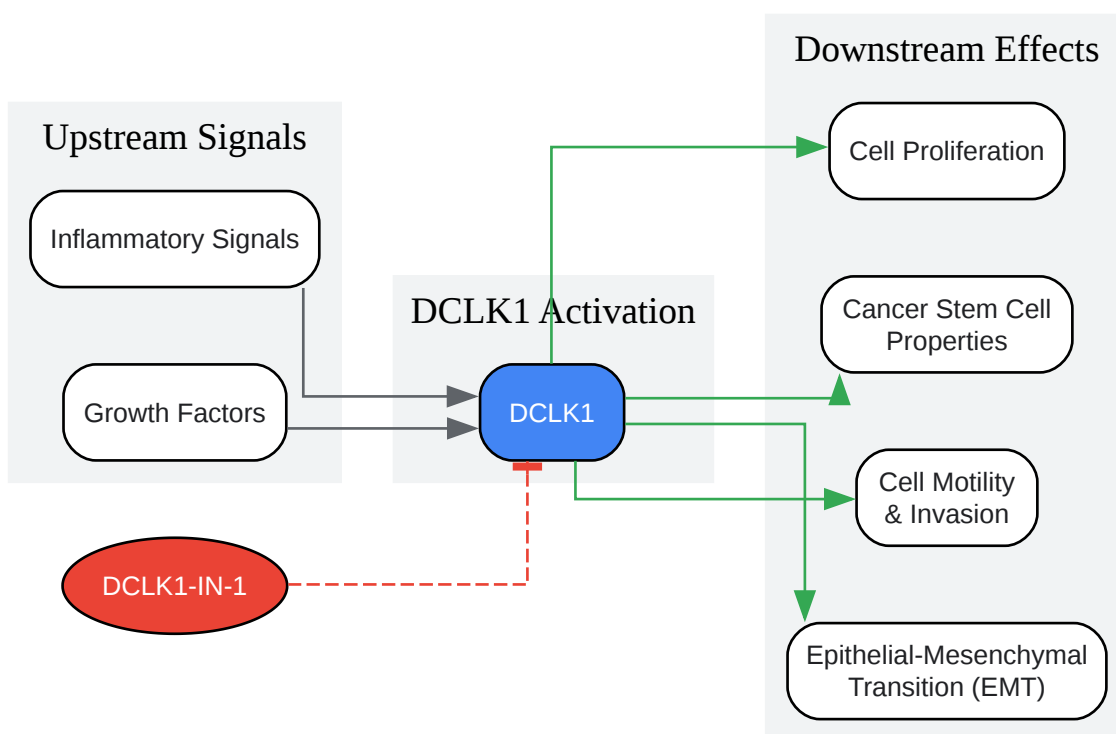 Upstream Signals
Inflammatory Signals
Growth Factors
DCLK1-IN-1
DCLK1 Activation
DCLK1
Downstream Effects
Cell Proliferation
Cancer Stem Cell
Properties
Cell Motility
& Invasion
Epithelial-Mesenchymal
Transition (EMT)